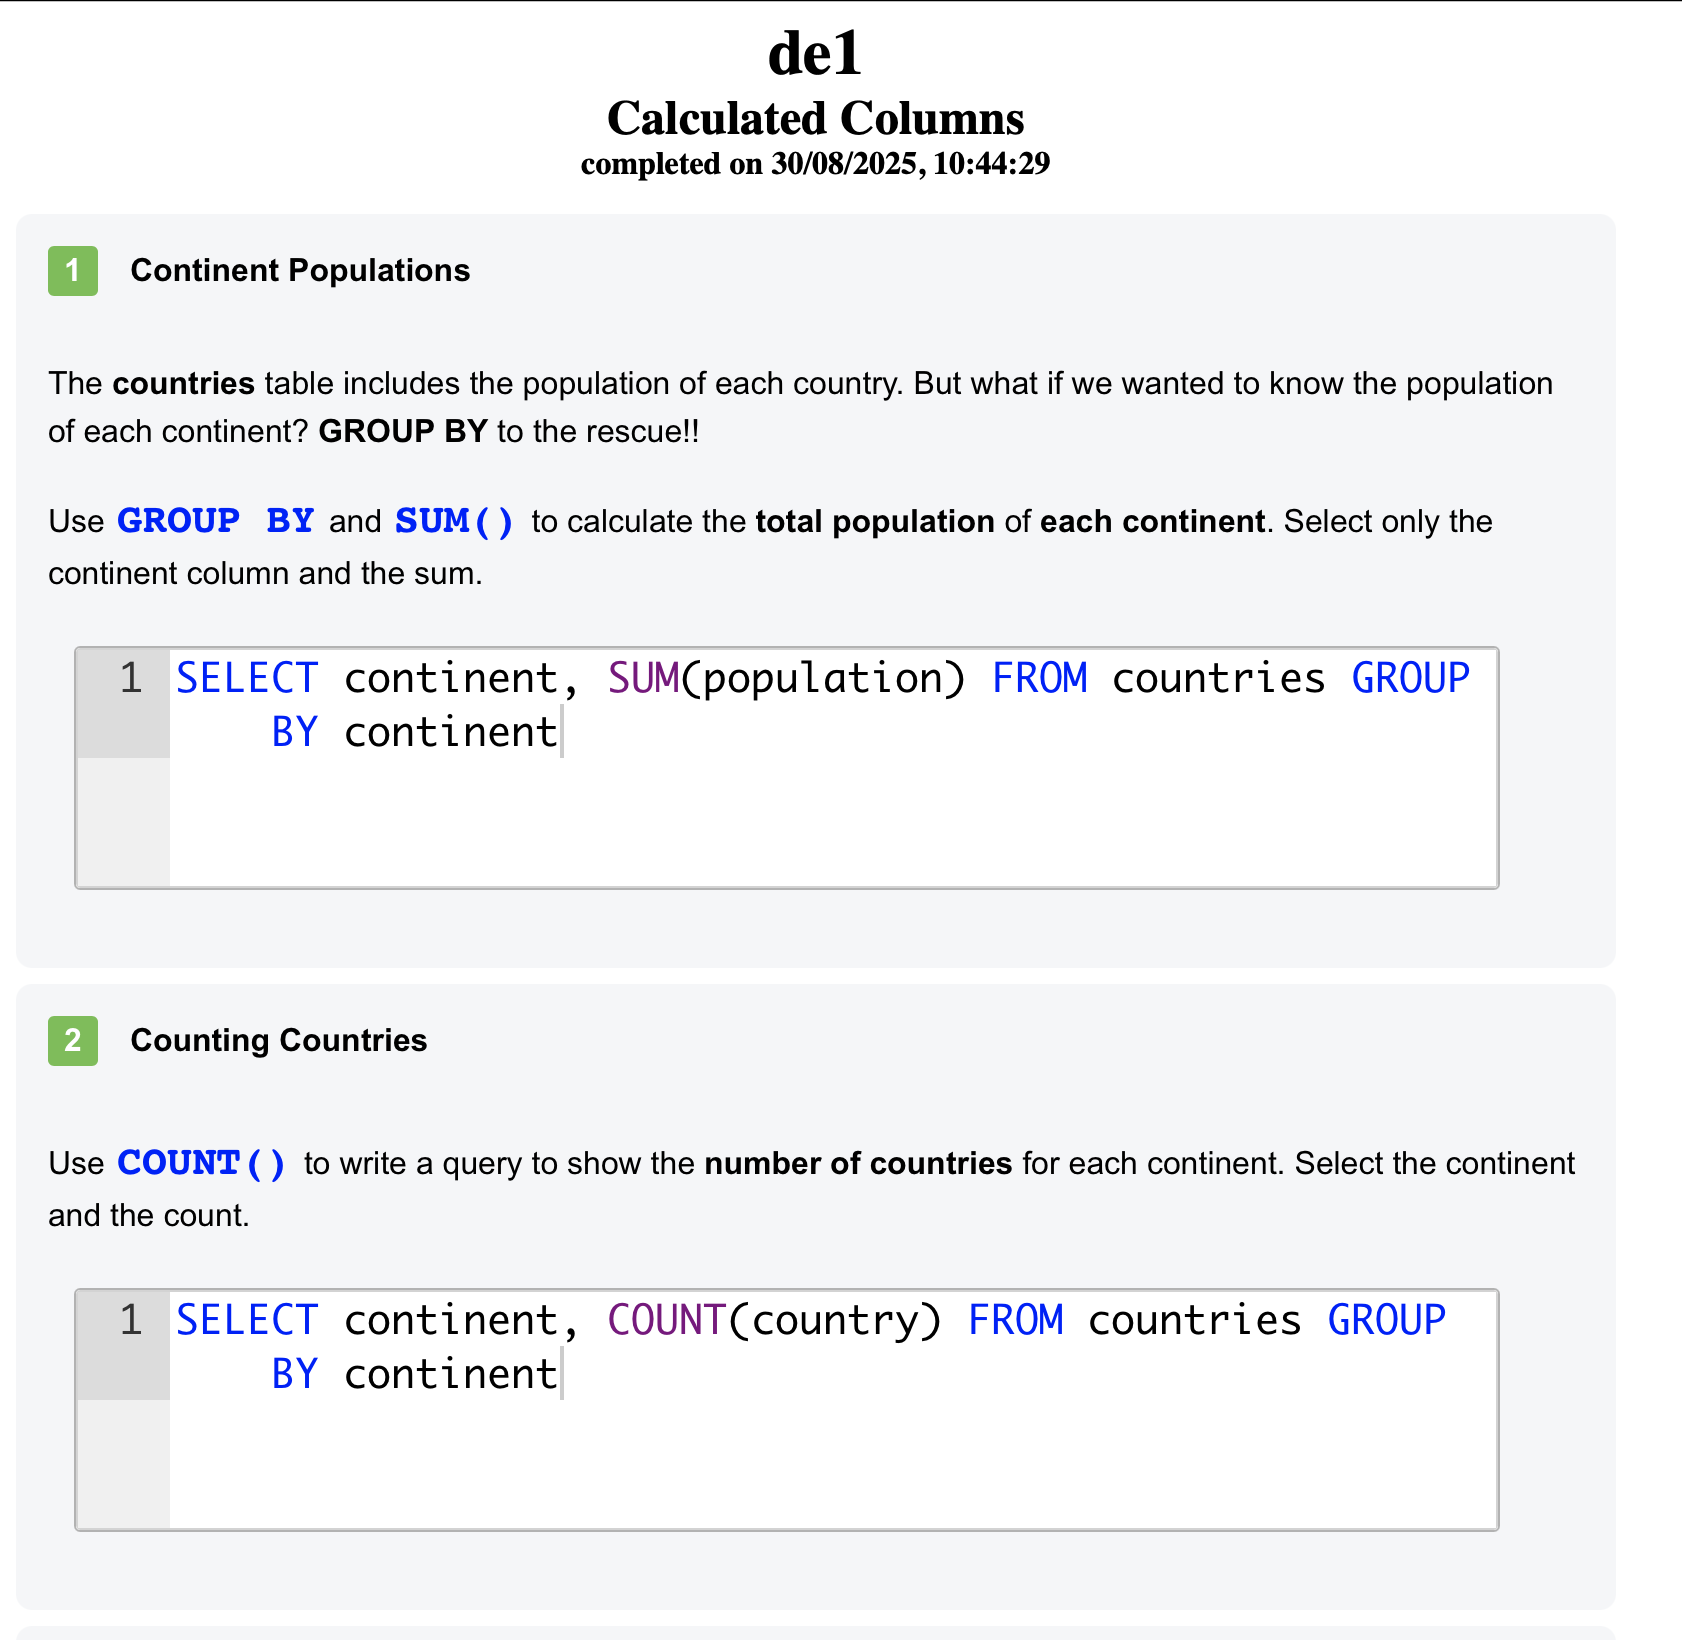 de1
Calculated Columns
completed on 30/08/2025, 10:44:29
1 Continent Populations
The countries table includes the population of each country. But what if we wanted to know the population
of each continent? GROUP BY to the rescue!!
Use GROUP BY and SUM() to calculate the total population of each continent. Select only the
continent column and the sum.
1 SELECT continent, SUM(population) FROM countries GROUP
BY continent
2 Counting Countries
Use COUNT() to write a query to show the number of countries for each continent. Select the continent
and the count.
1 SELECT continent, COUNT(country) FROM countries GROUP
BY continent